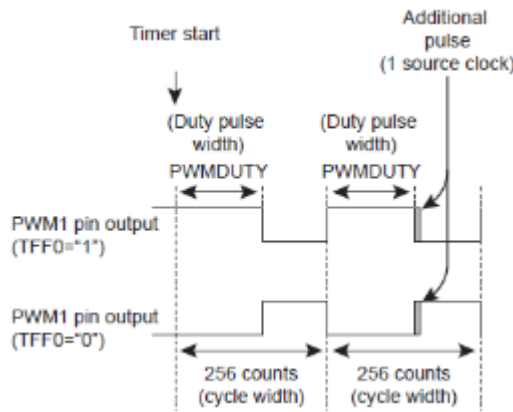 Timer start
Additional
pulse
(1 source clock)
(Duty pulse
width)
PWMDUTY
(Duty pulse
width)
PWMDUTY
PWM1 pin output
(TFF0=“1”)
PWM1 pin output
(TFF0=“0”)
256 counts
(cycle width)
256 counts
(cycle width)